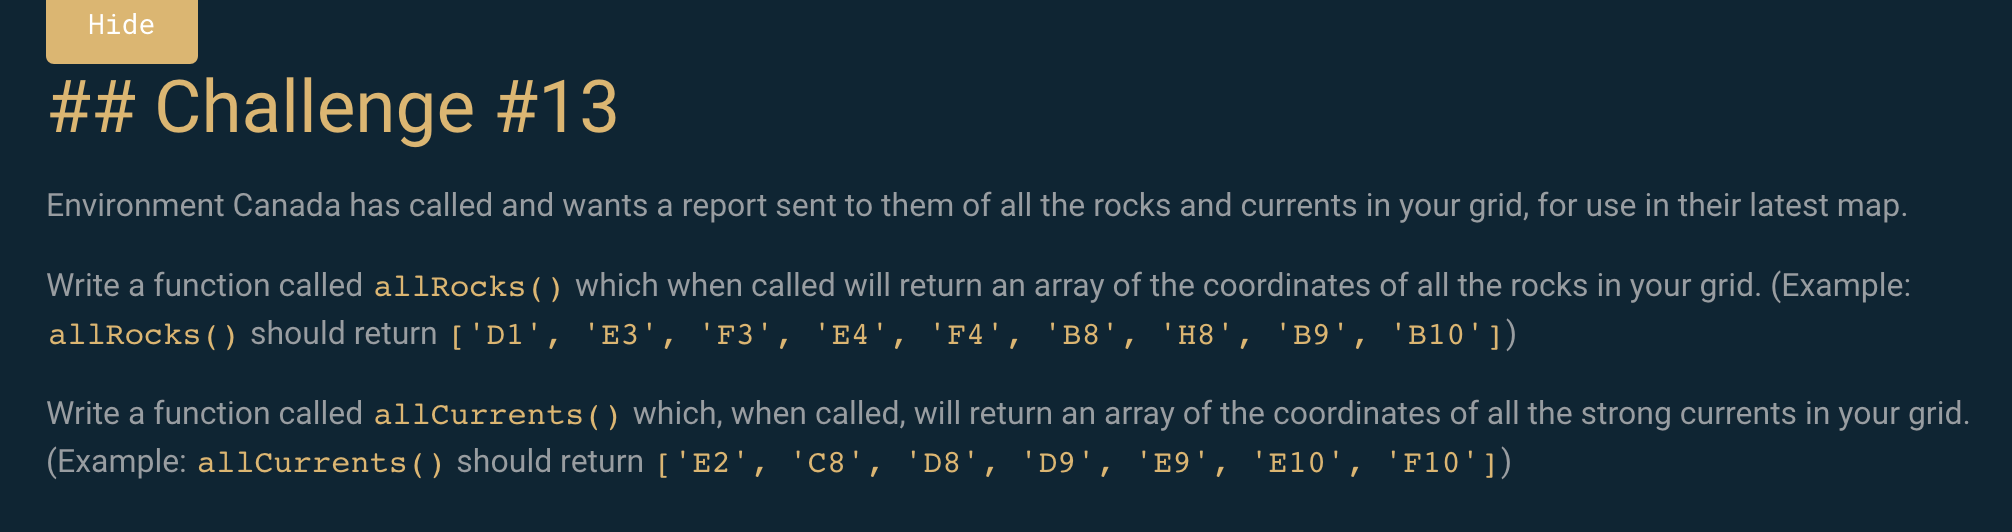 Hide
## Challenge #13
Environment Canada has called and wants a report sent to them of all the rocks and currents in your grid, for use in their latest map.
Write a function called allRocks() which when called will return an array of the coordinates of all the rocks in your grid. (Example:
allRocks() should return ['D1', 'E3', 'F3', 'E4', 'F4', 'B8', 'H8', 'B9', 'B10'])
Write a function called allCurrents() which, when called, will return an array of the coordinates of all the strong currents in your grid.
(Example: allCurrents() should return ['E2', 'C8', 'D8', 'D9', 'E9', 'E10', 'F10'])